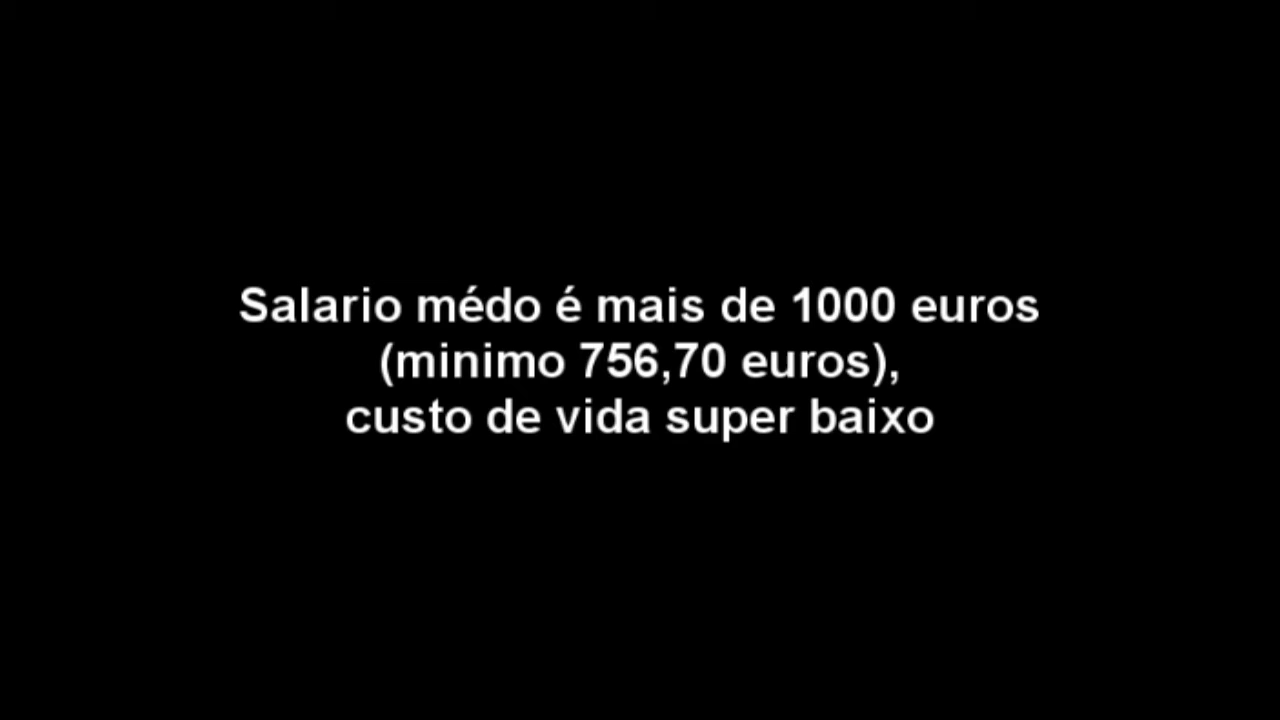 Salario médo é mais de 1000 euros
(minimo 756,70 euros),
custo de vida super baixo